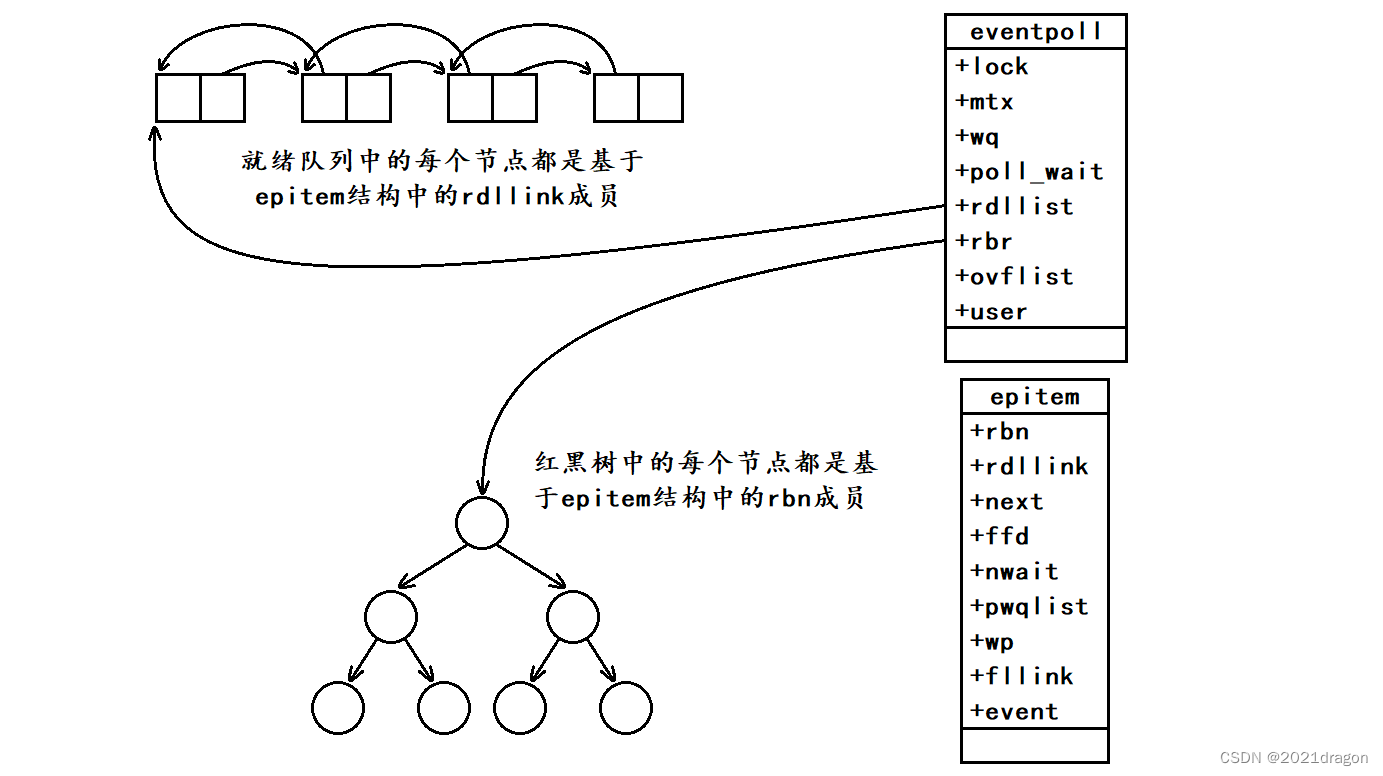 就绪队列中的每个节点都是基于
epitem结构中的rdllink成员
eventpoll
+lock
+mtx
+wq
+poll_wait
+rdllist
+rbr
+ovflist
+user
红黑树中的每个节点都是基
于epitem结构中的rbn成员
epitem
+rbn
+rdllink
+next
+ffd
+nwait
+pwqlist
+wp
+fllink
+event
CSDN @2021dragon